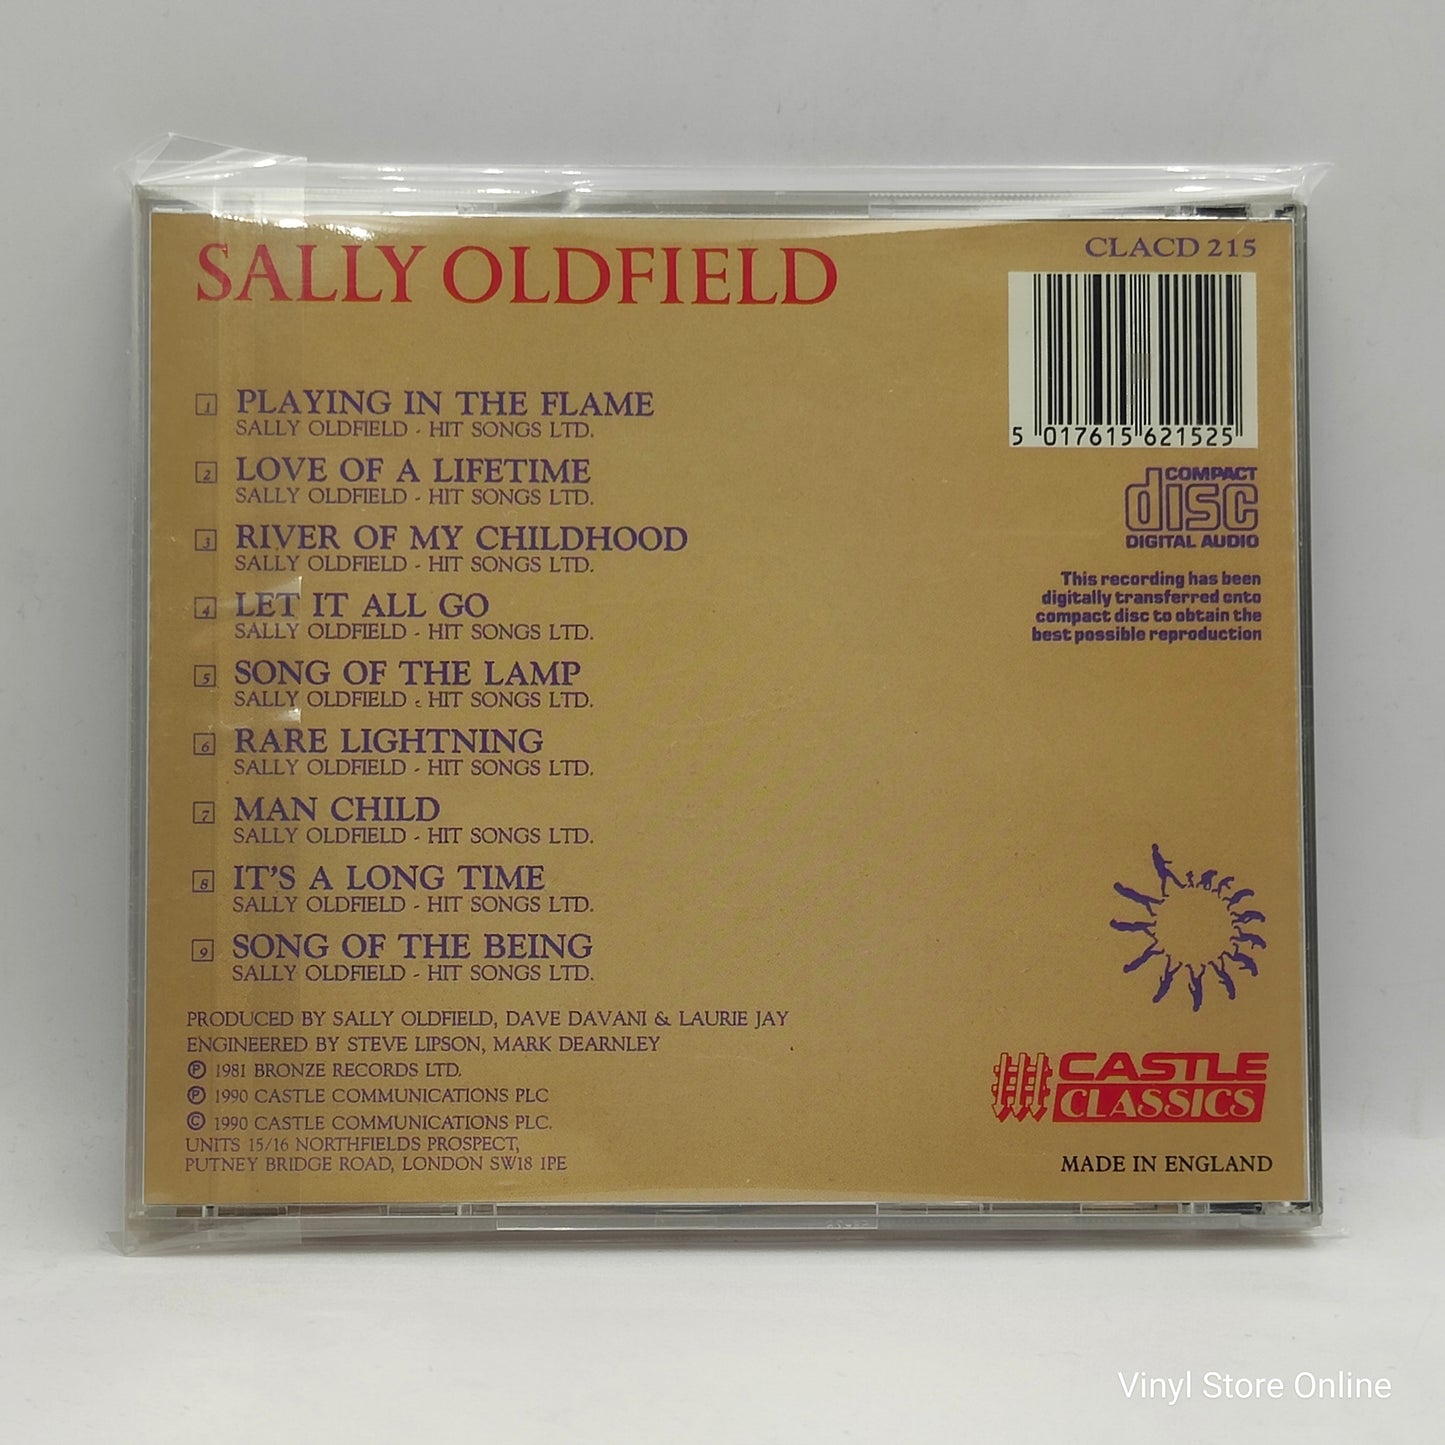 SALLY OLDFIELD
CLACD 215
5 017615 621525
COMPACT
disc
DIGITAL AUDIO
This recording has been
digitally transferred onto
compact disc to obtain the
best possible reproduction
1 PLAYING IN THE FLAME
SALLY OLDFIELD - HIT SONGS LTD.
2 LOVE OF A LIFETIME
SALLY OLDFIELD - HIT SONGS LTD.
3 RIVER OF MY CHILDHOOD
SALLY OLDFIELD - HIT SONGS LTD.
4 LET IT ALL GO
SALLY OLDFIELD - HIT SONGS LTD.
5 SONG OF THE LAMP
SALLY OLDFIELD - HIT SONGS LTD.
6 RARE LIGHTNING
SALLY OLDFIELD - HIT SONGS LTD.
7 MAN CHILD
SALLY OLDFIELD - HIT SONGS LTD.
8 IT'S A LONG TIME
SALLY OLDFIELD - HIT SONGS LTD.
9 SONG OF THE BEING
SALLY OLDFIELD - HIT SONGS LTD.
PRODUCED BY SALLY OLDFIELD, DAVE DAVANI & LAURIE JAY
ENGINEERED BY STEVE LIPSON, MARK DEARNLEY
Ⓟ 1981 BRONZE RECORDS LTD.
Ⓟ 1990 CASTLE COMMUNICATIONS PLC
© 1990 CASTLE COMMUNICATIONS PLC.
UNITS 15/16 NORTHFIELDS PROSPECT,
PUTNEY BRIDGE ROAD, LONDON SW18 1PE
CASTLE
CLASSICS
MADE IN ENGLAND
Vinyl Store Online